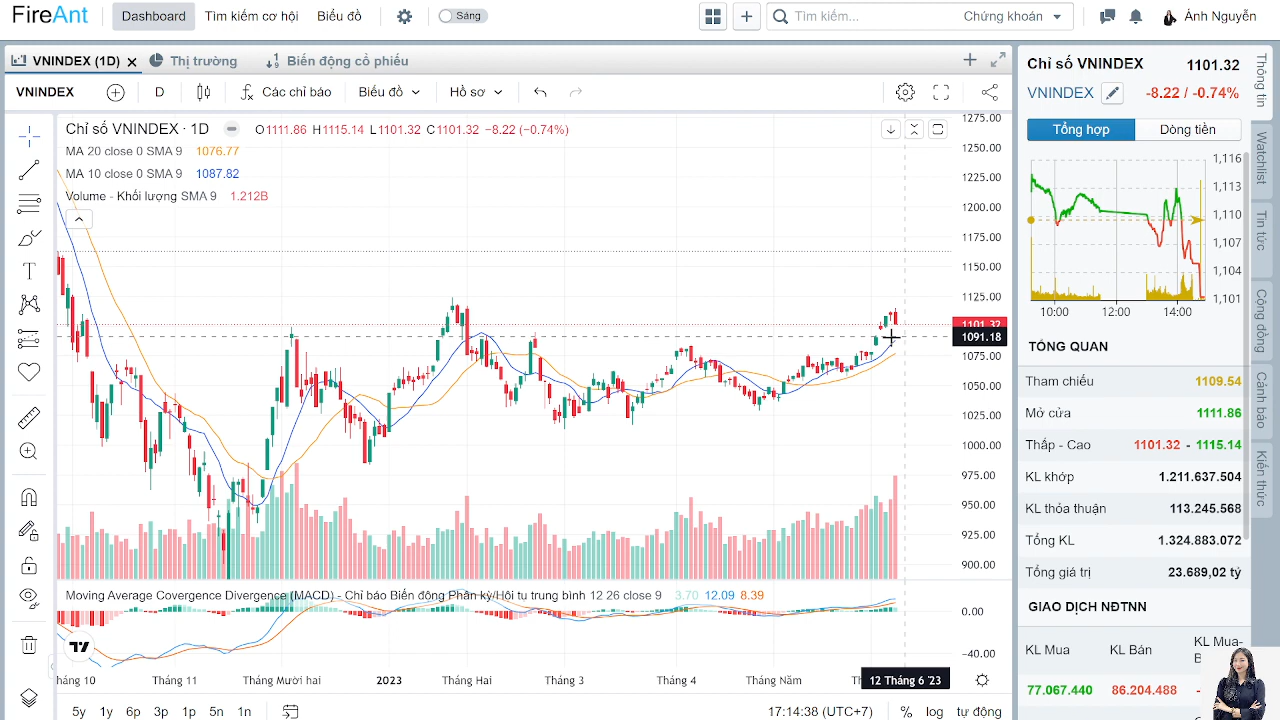 FireAnt
Dashboard
Tìm kiếm cơ hội
Biểu đồ
Sáng
Tìm kiếm...
Chứng khoán
Ánh Nguyễn
VNINDEX (1D)
Thị trường
Biến động cổ phiếu
VNINDEX
D
Các chỉ báo
Biểu đồ
Hồ sơ
Chỉ số VNINDEX · 1D
O1111.86 H1115.14 L1101.32 C1101.32 −8.22 (−0.74%)
MA 20 close 0 SMA 9 1076.77
MA 10 close 0 SMA 9 1087.82
Volume - Khối lượng SMA 9 1.212B
1275.00
1250.00
1225.00
1200.00
1175.00
1150.00
1125.00
1101.32
1091.18
1075.00
1050.00
1025.00
1000.00
975.00
950.00
925.00
900.00
Moving Average Covergence Divergence (MACD) - Chỉ báo Biến động Phân kỳ/Hội tụ trung bình 12 26 close 9 3.70 12.09 8.39
0.00
−40.00
háng 10
Tháng 11
Tháng Mười hai
2023
Tháng Hai
Tháng 3
Tháng 4
Tháng Năm
12 Tháng 6 '23
5y 1y 6p 3p 1p 5n 1n
17:14:38 (UTC+7)
% log tự động
Chỉ số VNINDEX 1101.32
VNINDEX -8.22 / -0.74%
Tổng hợp
Dòng tiền
1,116
1,113
1,110
1,107
1,104
1,101
10:00 12:00 14:00
TỔNG QUAN
Tham chiếu 1109.54
Mở cửa 1111.86
Thấp - Cao 1101.32 - 1115.14
KL khớp 1.211.637.504
KL thỏa thuận 113.245.568
Tổng KL 1.324.883.072
Tổng giá trị 23.689,02 tỷ
GIAO DỊCH NĐTNN
KL Mua KL Bán KL Mua-
77.067.440 86.204.488 -
Thông tin
Watchlist
Tin tức
Cộng đồng
Cảnh báo
Kiến thức